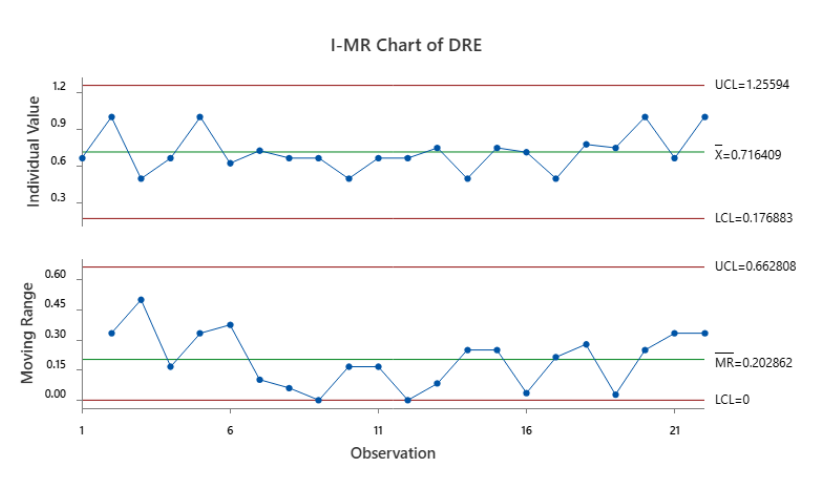 I-MR Chart of DRE
Individual Value
1.2
0.9
0.6
0.3
UCL=1.25594
X̅=0.716409
LCL=0.176883
Moving Range
0.60
0.45
0.30
0.15
0.00
UCL=0.662808
M̅R̅=0.202862
LCL=0
1 6 11 16 21
Observation